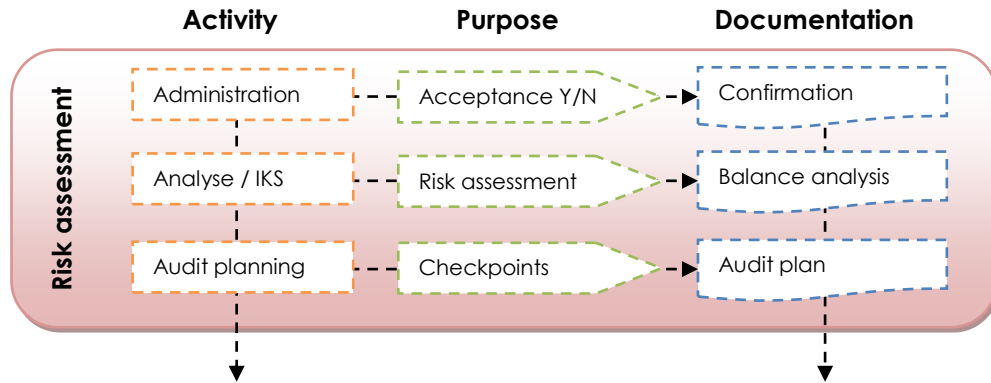 Activity
Purpose
Documentation
Risk assessment
Administration
Acceptance Y/N
Confirmation
Analyse / IKS
Risk assessment
Balance analysis
Audit planning
Checkpoints
Audit plan